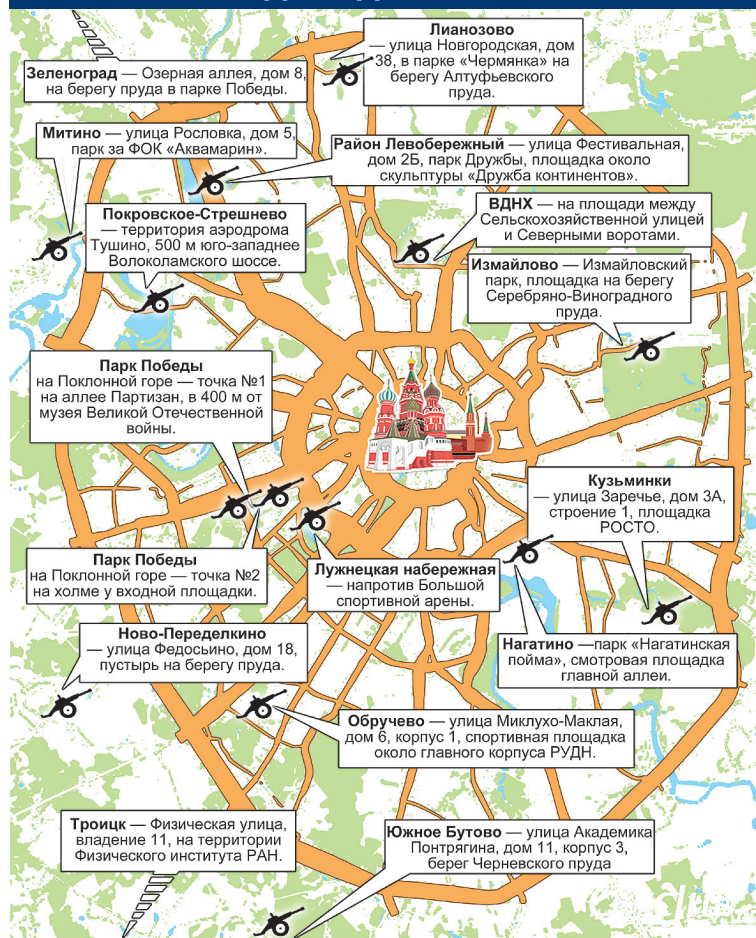 Лианозово
— улица Новгородская, дом
38, в парке «Чермянка» на
берегу Алтуфьевского
пруда.
Зеленоград — Озерная аллея, дом 8,
на берегу пруда в парке Победы.
Митино — улица Рословка, дом 5,
парк за ФОК «Аквамарин».
Район Левобережный — улица Фестивальная,
дом 2Б, парк Дружбы, площадка около
скульптуры «Дружба континентов».
Покровское-Стрешнево
— территория аэродрома
Тушино, 500 м юго-западнее
Волоколамского шоссе.
ВДНХ — на площади между
Сельскохозяйственной улицей
и Северными воротами.
Измайлово — Измайловский
парк, площадка на берегу
Серебряно-Виноградного
пруда.
Парк Победы
на Поклонной горе — точка №1
на аллее Партизан, в 400 м от
музея Великой Отечественной
войны.
Кузьминки
— улица Заречье, дом 3А,
строение 1, площадка
РОСТО.
Парк Победы
на Поклонной горе — точка №2
на холме у входной площадки.
Лужнецкая набережная
— напротив Большой
спортивной арены.
Ново-Переделкино
— улица Федосьино, дом 18,
пустырь на берегу пруда.
Нагатино —парк «Нагатинская
пойма», смотровая площадка
главной аллеи.
Обручево — улица Миклухо-Маклая,
дом 6, корпус 1, спортивная площадка
около главного корпуса РУДН.
Троицк — Физическая улица,
владение 11, на территории
Физического института РАН.
Южное Бутово — улица Академика
Понтрягина, дом 11, корпус 3,
берег Черневского пруда